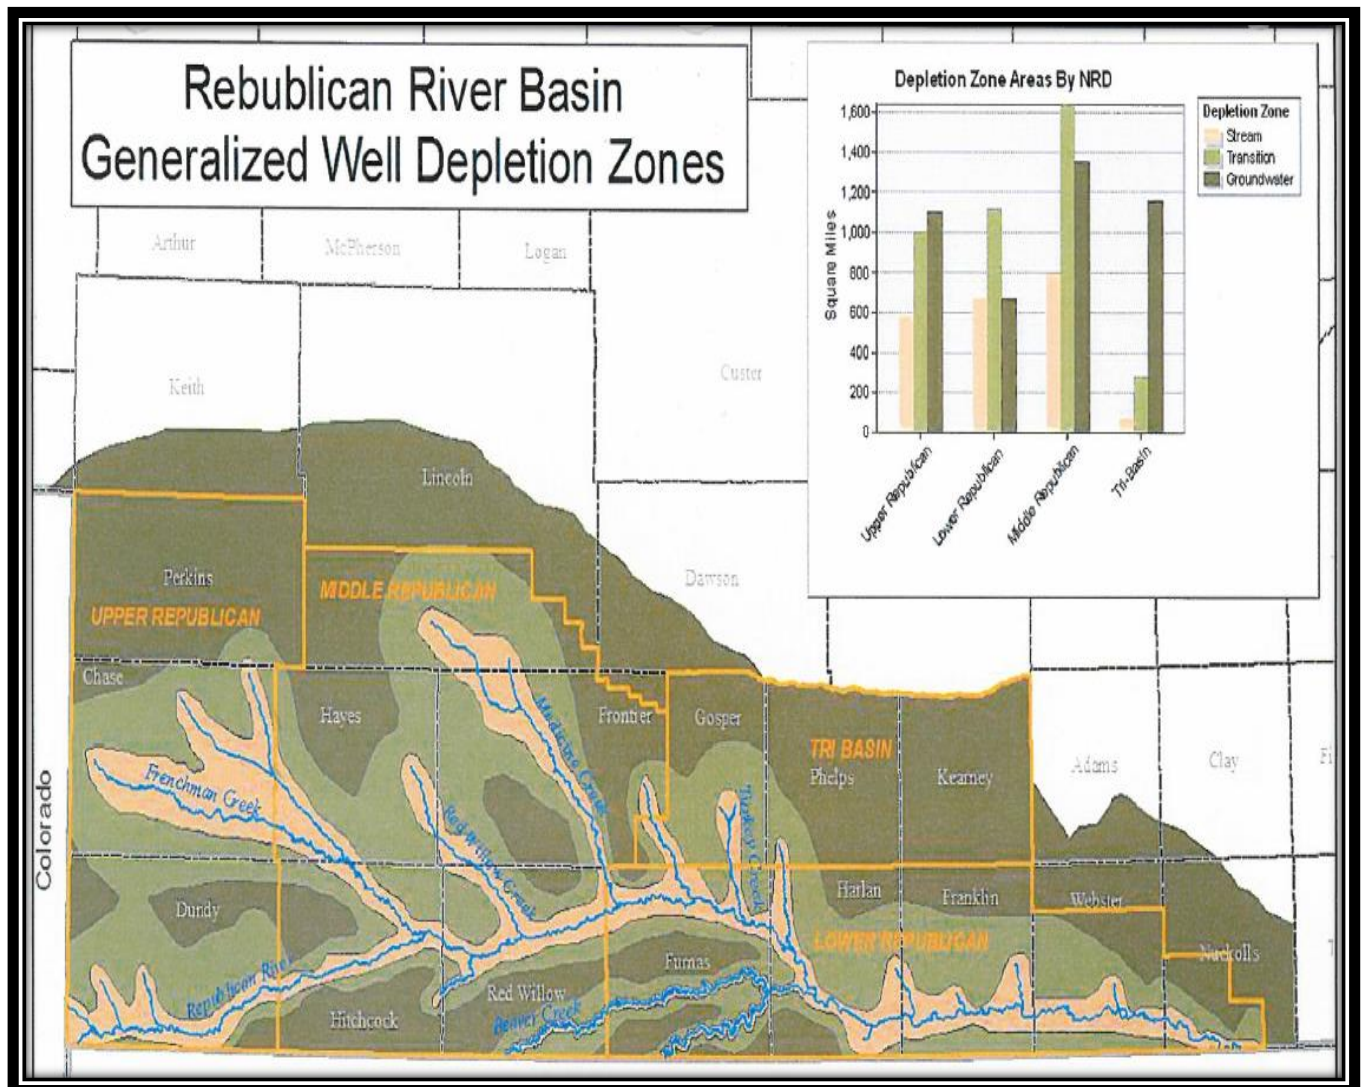 Rebublican River Basin
Generalized Well Depletion Zones
Depletion Zone Areas By NRD
Depletion Zone
Stream
Transition
Groundwater
Square Miles
1,600
1,400
1,200
1,000
800
600
400
200
0
Upper Republican
Lower Republican
Middle Republican
Tri-Basin
Arthur
McPherson
Logan
Keith
Custer
Lincoln
Dawson
Perkins
UPPER REPUBLICAN
MIDDLE REPUBLICAN
Chase
Hayes
Frontier
Gosper
TRI BASIN
Phelps
Kearney
Adams
Clay
Fi
Medicine Creek
Frenchman Creek
Red Willow Creek
Turkey Creek
Colorado
Dundy
Harlan
Franklin
Webster
LOWER REPUBLICAN
Nuckolls
Furnas
Republican River
Red Willow
Beaver Creek
Hitchcock